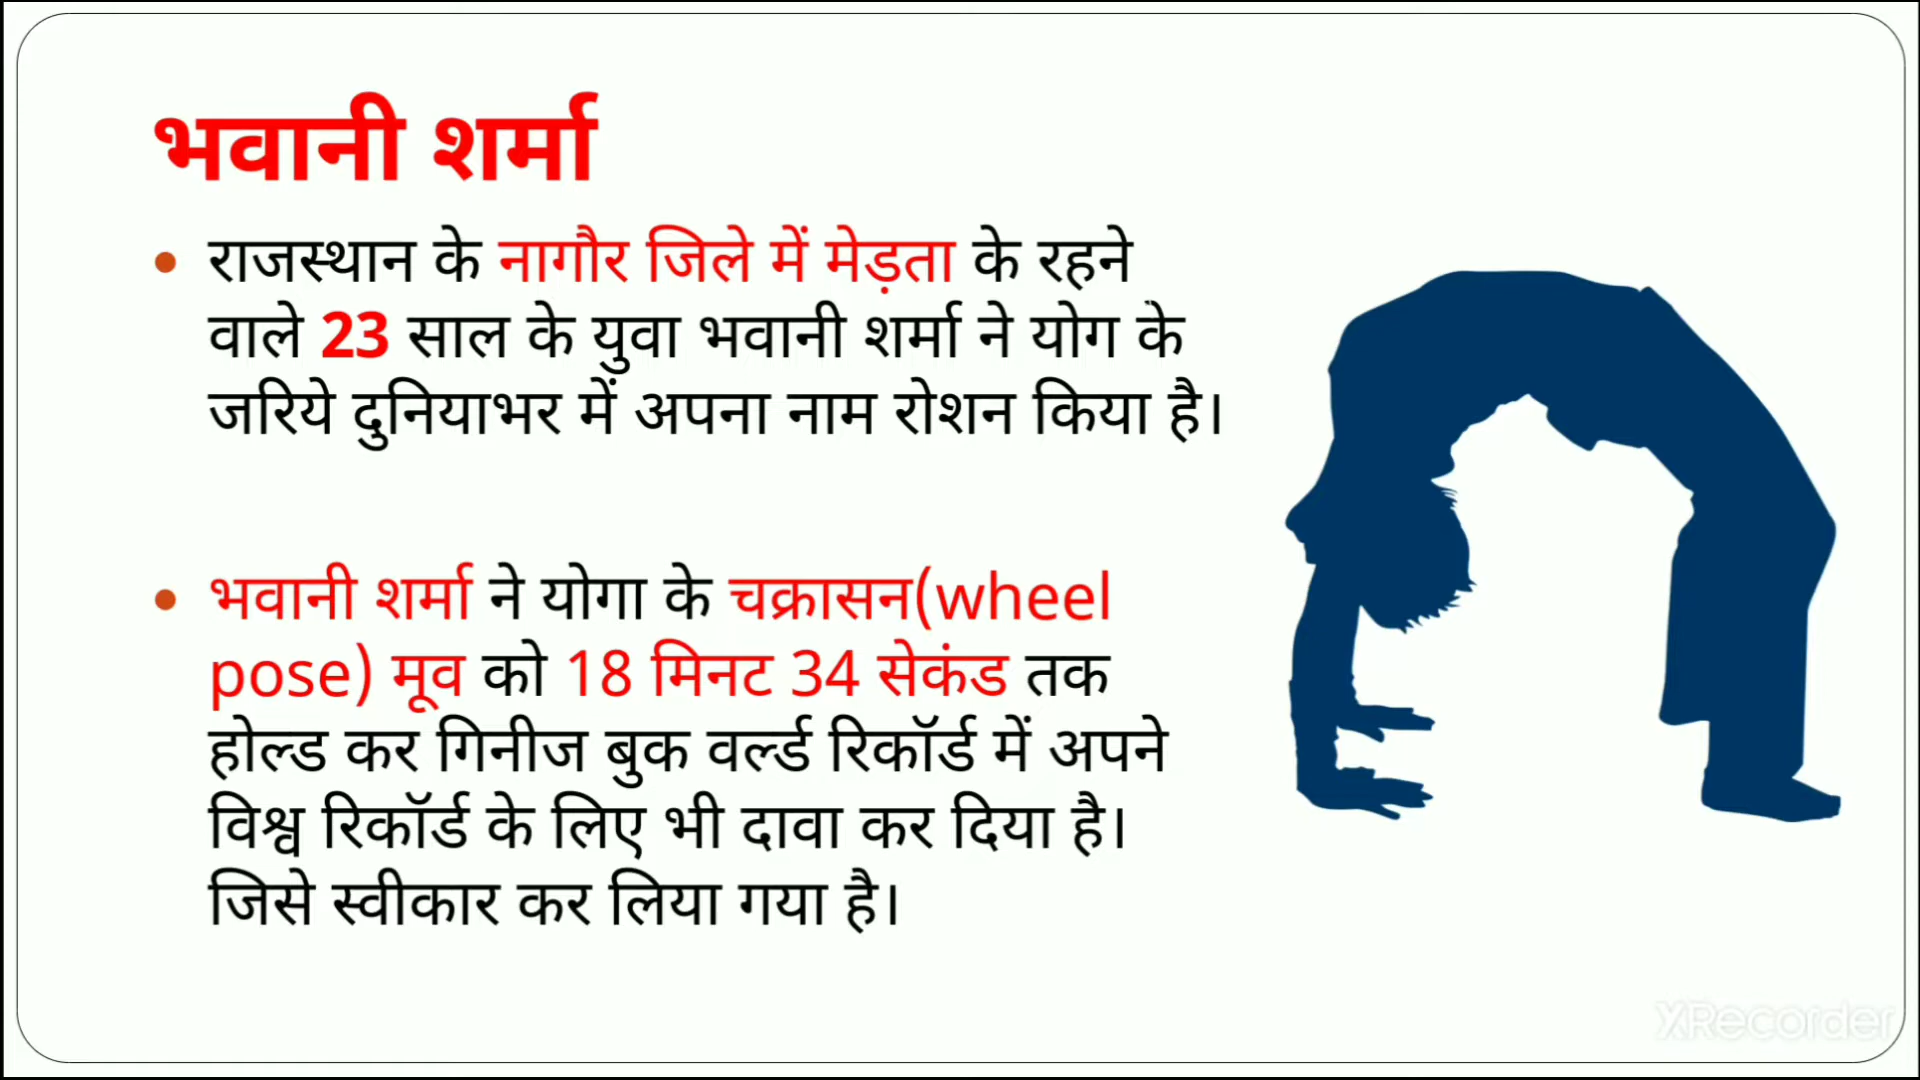 भवानी शर्मा
• राजस्थान के नागौर जिले में मेड़ता के रहने
वाले 23 साल के युवा भवानी शर्मा ने योग के
जरिये दुनियाभर में अपना नाम रोशन किया है।
• भवानी शर्मा ने योगा के चक्रासन(wheel
pose) मूव को 18 मिनट 34 सेकंड तक
होल्ड कर गिनीज बुक वर्ल्ड रिकॉर्ड में अपने
विश्व रिकॉर्ड के लिए भी दावा कर दिया है।
जिसे स्वीकार कर लिया गया है।
XRecorder